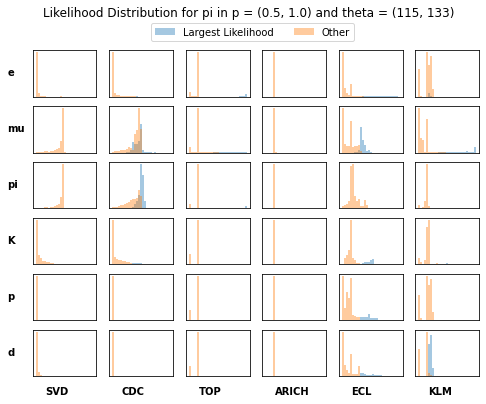 Likelihood Distribution for pi in p = (0.5, 1.0) and theta = (115, 133)
Largest Likelihood Other
e
mu
pi
K
p
d
SVD CDC TOP ARICH ECL KLM